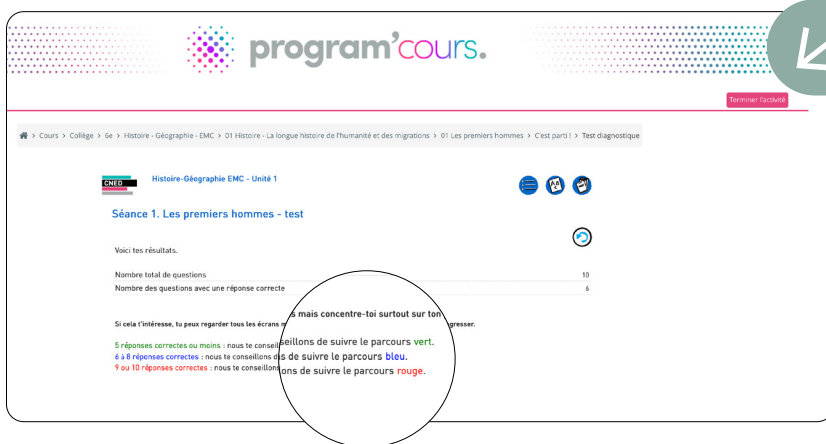 program'cours.
Terminer l'activité
> Cours > Collège > 6e > Histoire - Géographie - EMC > 01 Histoire - La longue histoire de l'humanité et des migrations > 01 Les premiers hommes > C'est parti ! > Test diagnostique
CNED
Histoire-Géographie EMC - Unité 1
Séance 1. Les premiers hommes - test
Voici tes résultats.
Nombre total de questions 10
Nombre des questions avec une réponse correcte 6
Si cela t'intéresse, tu peux regarder tous les écrans m s mais concentre-toi surtout sur ton gresser.
5 réponses correctes ou moins : nous te conseil seillons de suivre le parcours vert.
6 à 8 réponses correctes : nous te conseillons d s de suivre le parcours bleu.
9 ou 10 réponses correctes : nous te conseillons ons de suivre le parcours rouge.